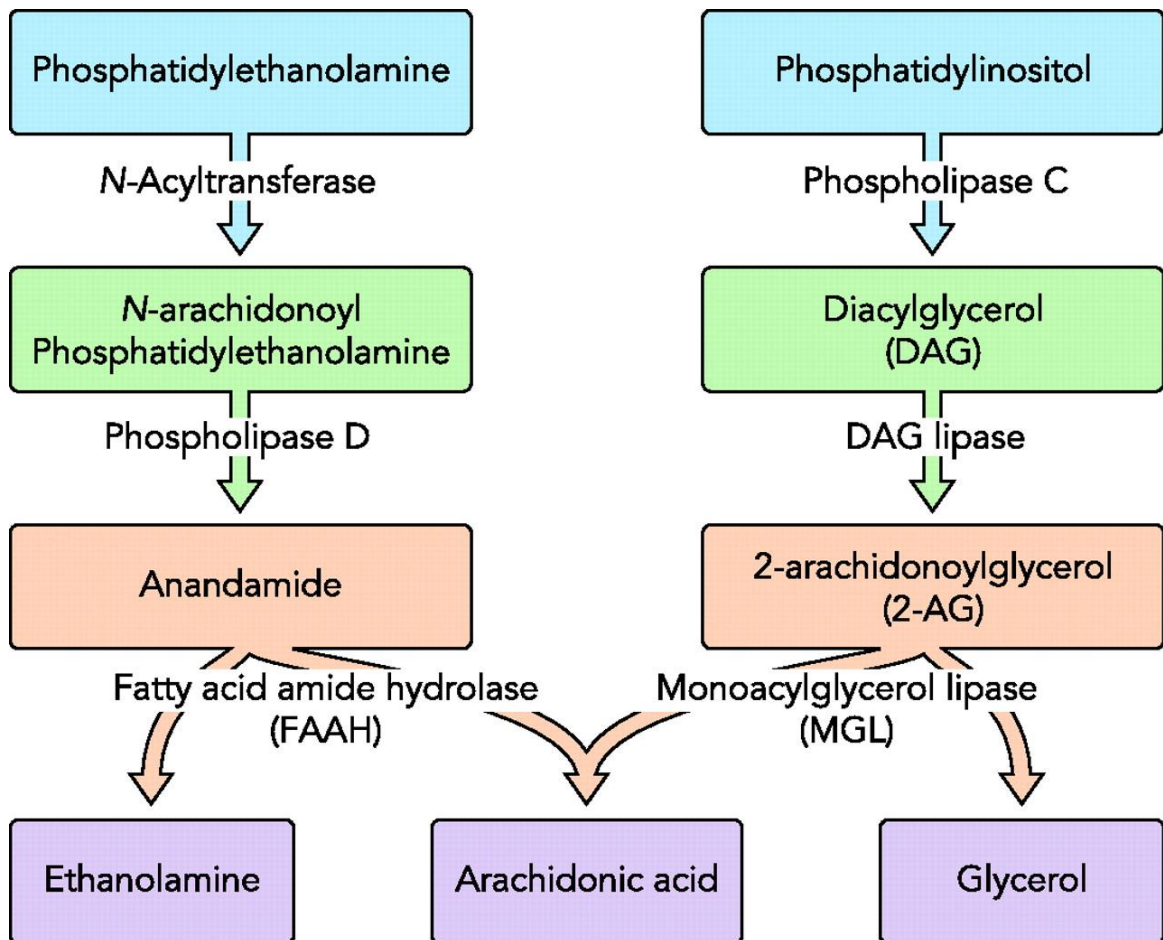 Phosphatidylethanolamine
Phosphatidylinositol
N-Acyltransferase
Phospholipase C
N-arachidonoyl
Phosphatidylethanolamine
Diacylglycerol
(DAG)
Phospholipase D
DAG lipase
Anandamide
2-arachidonoylglycerol
(2-AG)
Fatty acid amide hydrolase
(FAAH)
Monoacylglycerol lipase
(MGL)
Ethanolamine
Arachidonic acid
Glycerol